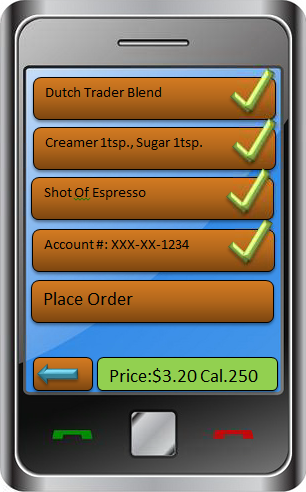 Dutch Trader Blend
Creamer 1tsp., Sugar 1tsp.
Shot Of Espresso
Account #: XXX-XX-1234
Place Order
Price:$3.20 Cal.250